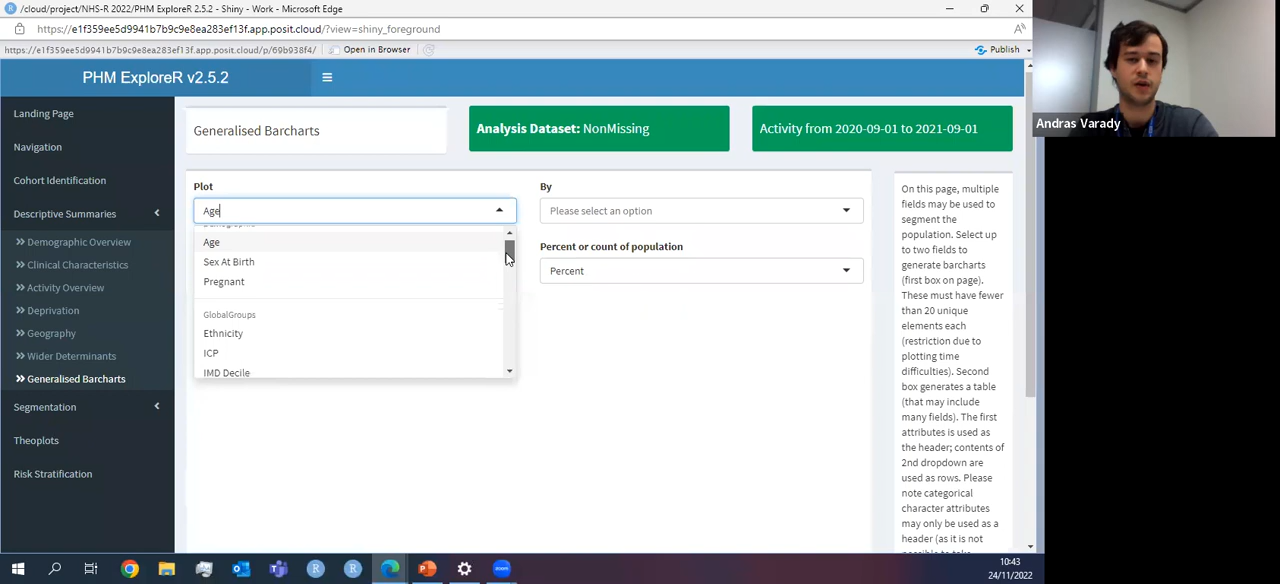 /cloud/project/NHS-R 2022/PHM ExploreR 2.5.2 - Shiny - Work - Microsoft Edge
https://e1f359ee5d9941b7b9c9e8ea283ef13f.app.posit.cloud/?view=shiny_foreground
https://e1f359ee5d9941b7b9c9e8ea283ef13f.app.posit.cloud/p/69b938f4/
Open in Browser
Publish
PHM ExploreR v2.5.2
Landing Page
Navigation
Cohort Identification
Descriptive Summaries
Demographic Overview
Clinical Characteristics
Activity Overview
Deprivation
Geography
Wider Determinants
Generalised Barcharts
Segmentation
Theoplots
Risk Stratification
Generalised Barcharts
Analysis Dataset: NonMissing
Activity from 2020-09-01 to 2021-09-01
Plot
Age
Age
Sex At Birth
Pregnant
GlobalGroups
Ethnicity
ICP
IMD Decile
By
Please select an option
Percent or count of population
Percent
On this page, multiple
fields may be used to
segment the
population. Select up
to two fields to
generate barcharts
(first box on page).
These must have fewer
than 20 unique
elements each
(restriction due to
plotting time
difficulties). Second
box generates a table
(that may include
many fields). The first
attributes is used as
the header; contents of
2nd dropdown are
used as rows. Please
note categorical
character attributes
may only be used as a
header (as it is not
Andras Varady
10:43
24/11/2022